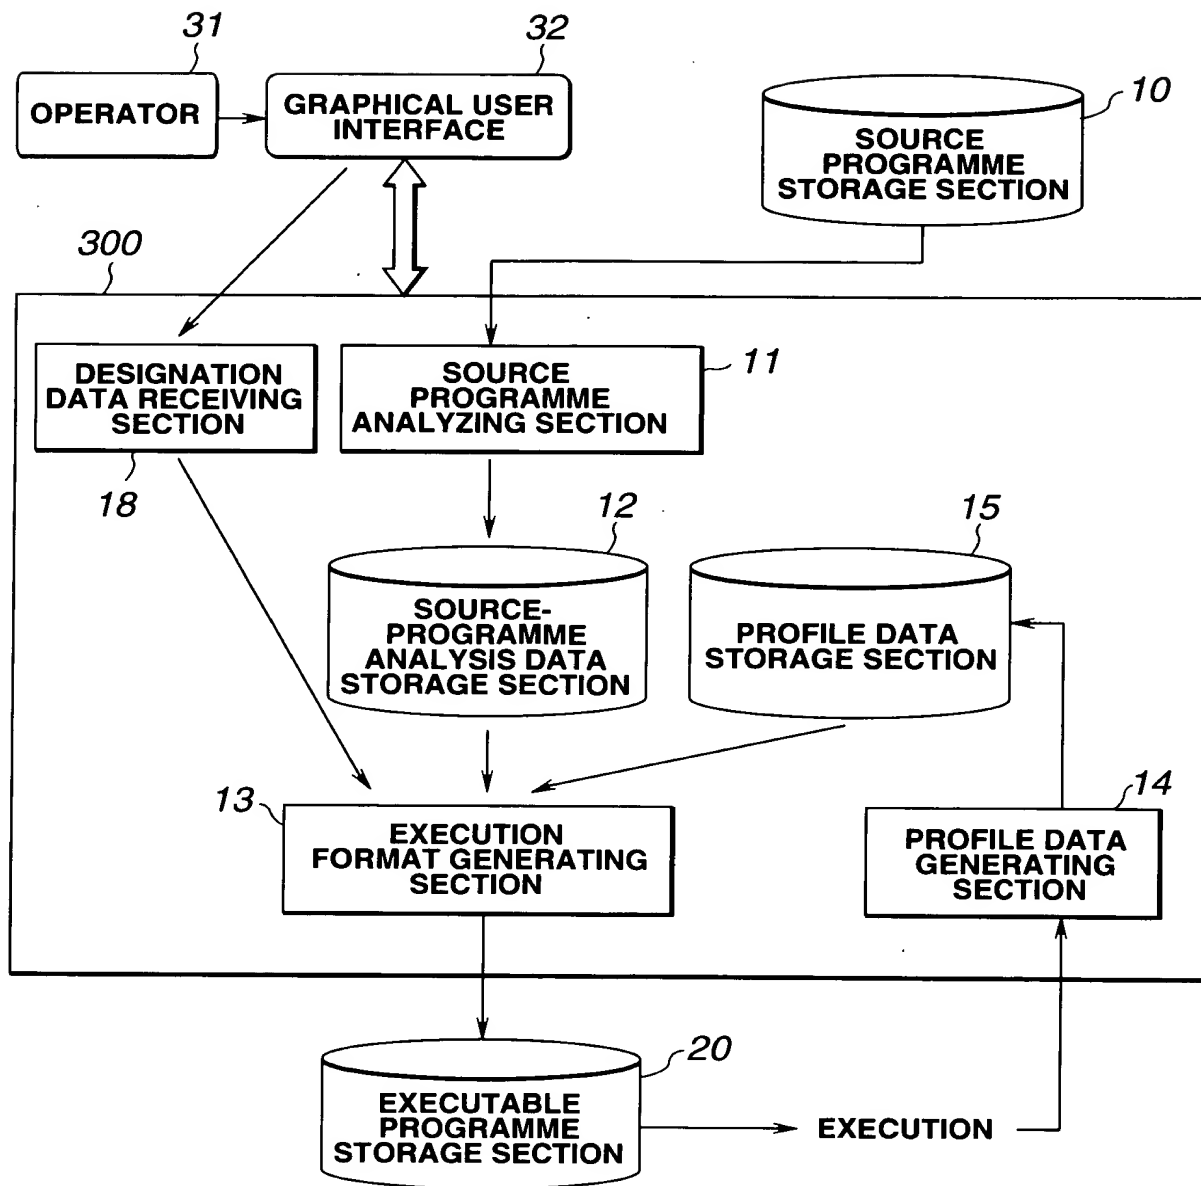 31
32
OPERATOR
GRAPHICAL USER
INTERFACE
10
SOURCE
PROGRAMME
STORAGE SECTION
300
DESIGNATION
DATA RECEIVING
SECTION
18
SOURCE
PROGRAMME
ANALYZING SECTION
11
12
SOURCE-
PROGRAMME
ANALYSIS DATA
STORAGE SECTION
15
PROFILE DATA
STORAGE SECTION
13
EXECUTION
FORMAT GENERATING
SECTION
14
PROFILE DATA
GENERATING
SECTION
20
EXECUTABLE
PROGRAMME
STORAGE SECTION
EXECUTION